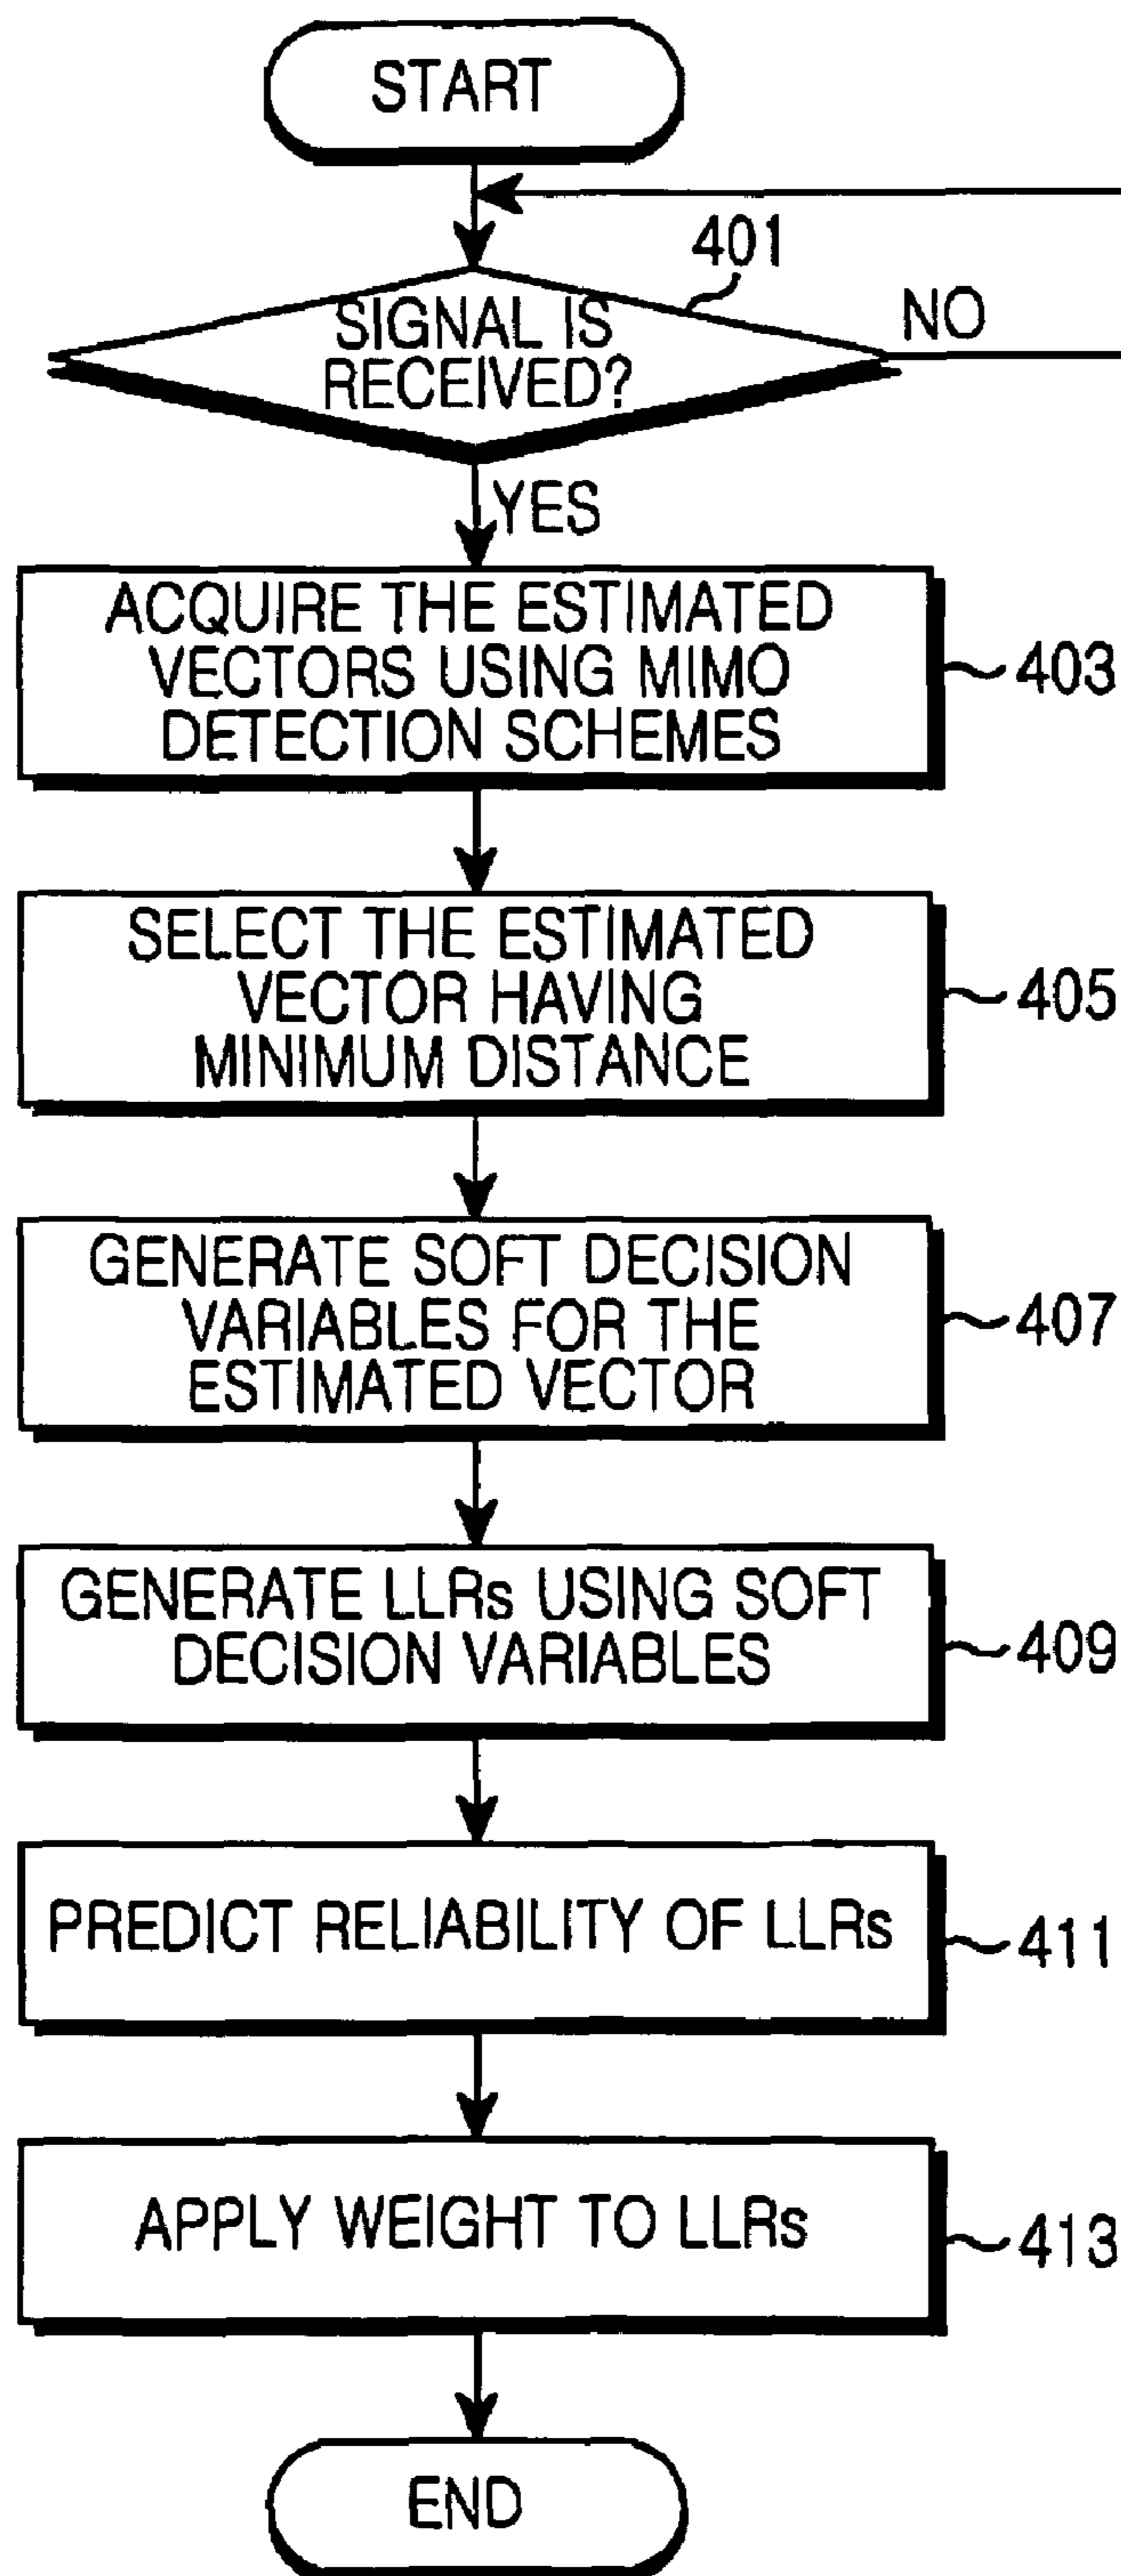 START
401
SIGNAL IS
RECEIVED?
NO
YES
ACQUIRE THE ESTIMATED
VECTORS USING MIMO
DETECTION SCHEMES
403
SELECT THE ESTIMATED
VECTOR HAVING
MINIMUM DISTANCE
405
GENERATE SOFT DECISION
VARIABLES FOR THE
ESTIMATED VECTOR
407
GENERATE LLRs USING SOFT
DECISION VARIABLES
409
PREDICT RELIABILITY OF LLRs
411
APPLY WEIGHT TO LLRs
413
END